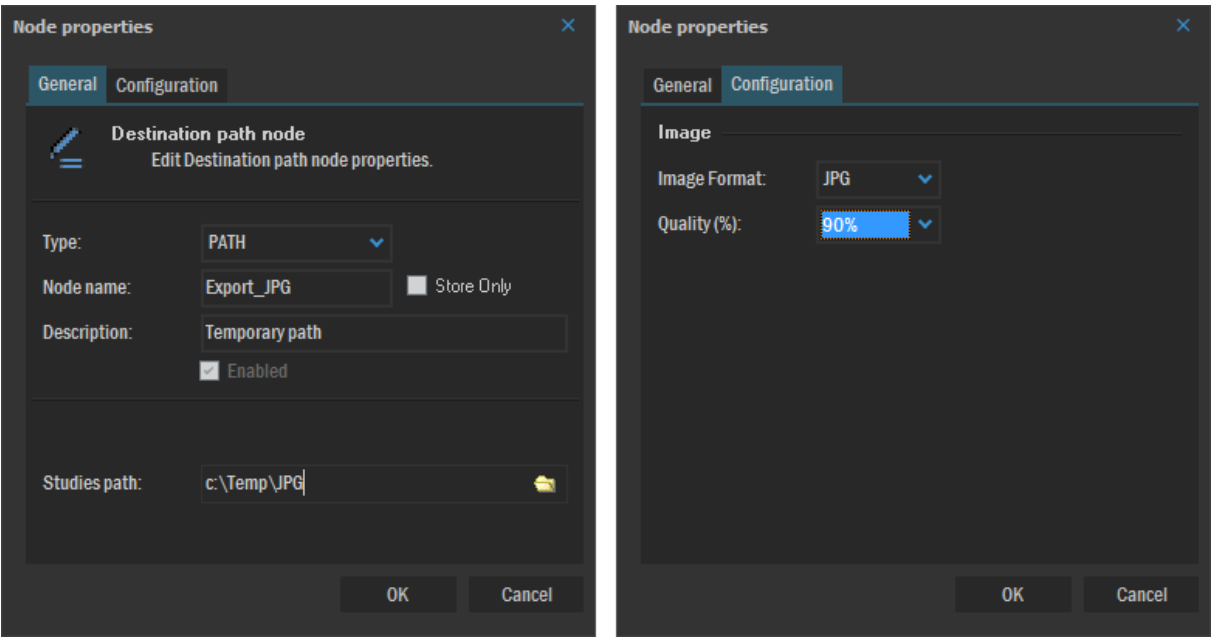 Node properties
General Configuration
Destination path node
Edit Destination path node properties.
Type: PATH
Node name: Export_JPG Store Only
Description: Temporary path
Enabled
Studies path: c:\Temp\JPG
OK Cancel
Node properties
General Configuration
Image
Image Format: JPG
Quality (%): 90%
OK Cancel